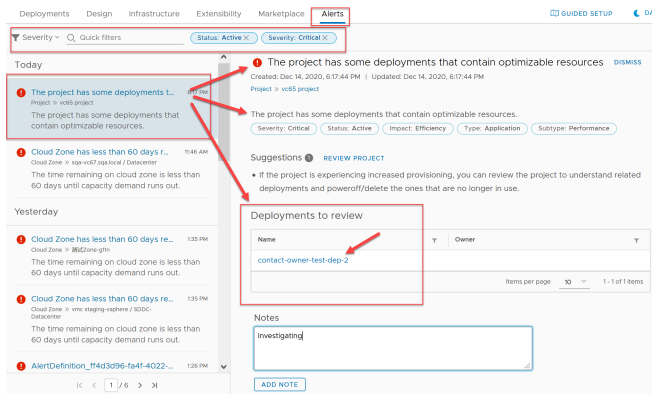 Deployments Design Infrastructure Extensibility Marketplace Alerts GUIDED SETUP DA
Severity Quick filters Status: Active X Severity: Critical X
Today
The project has some deployments t... 6:17 PM
Project » vc65 project
The project has some deployments that
contain optimizable resources.
Cloud Zone has less than 60 days r... 11:46 AM
Cloud Zone » sqa-vc67.sqa.local / Datacenter
The time remaining on cloud zone is less than
60 days until capacity demand runs out.
Yesterday
Cloud Zone has less than 60 days re... 1:35 PM
Cloud Zone » 测试Zone-gfIn
The time remaining on cloud zone is less than
60 days until capacity demand runs out.
Cloud Zone has less than 60 days re... 1:35 PM
Cloud Zone » vmc staging-vsphere / SDDC-
Datacenter
The time remaining on cloud zone is less than
60 days until capacity demand runs out.
AlertDefinition_ff4d3d96-fa4f-4022-... 1:26 PM
1 / 6
The project has some deployments that contain optimizable resources DISMISS
Created: Dec 14, 2020, 6:17:44 PM | Updated: Dec 14, 2020, 6:17:44 PM
Project » vc65 project
The project has some deployments that contain optimizable resources.
Severity: Critical Status: Active Impact: Efficiency Type: Application Subtype: Performance
Suggestions 1 REVIEW PROJECT
• If the project is experiencing increased provisioning, you can review the project to understand related
deployments and poweroff/delete the ones that are no longer in use.
Deployments to review
Name Owner
contact-owner-test-dep-2
Items per page 10 1 - 1 of 1 items
Notes
Investigating
ADD NOTE